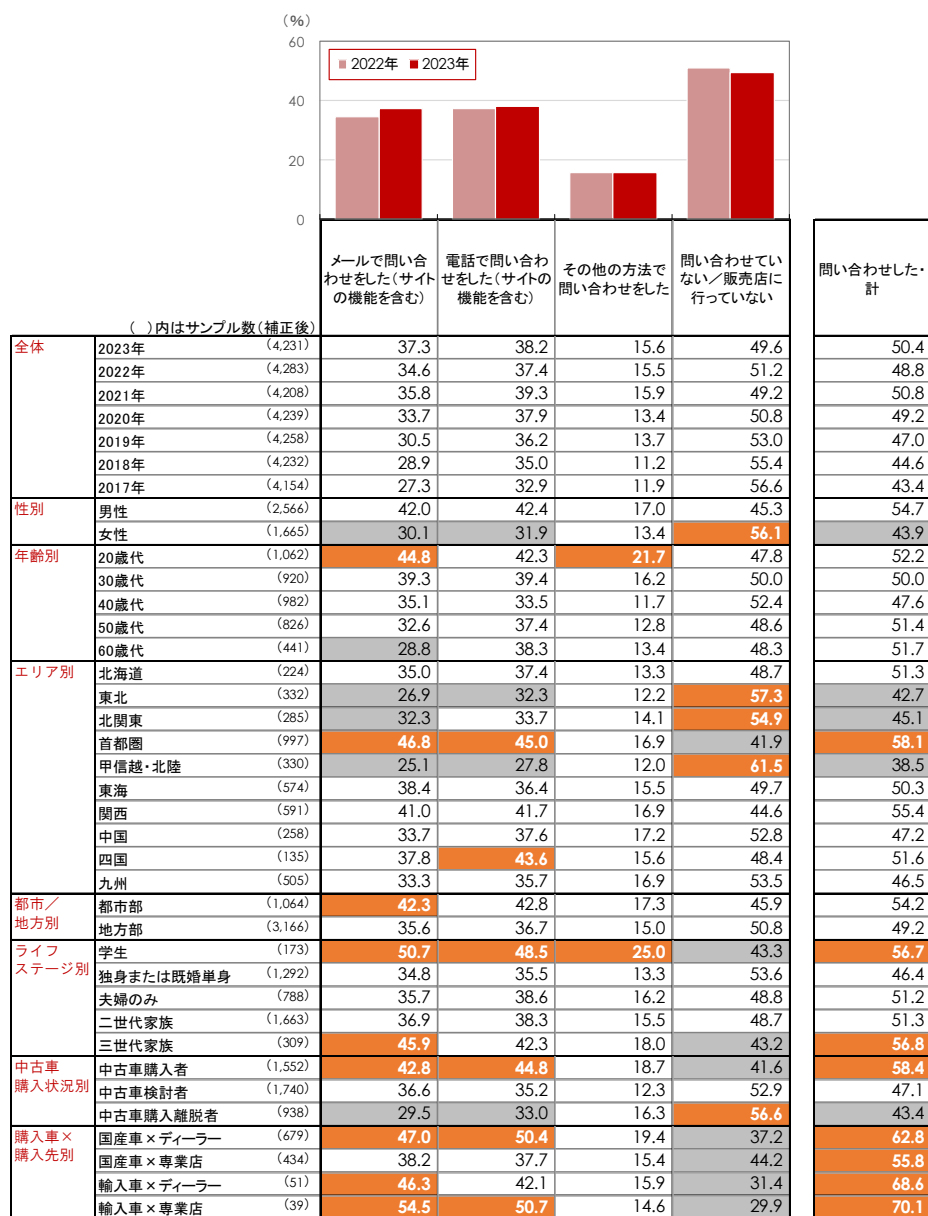 (%)
60
40
20
0
2022年 2023年
メールで問い合
わせをした(サイト
の機能を含む)
電話で問い合わ
せをした(サイトの
機能を含む)
その他の方法で
問い合わせをした
問い合わせてい
ない／販売店に
行っていない
問い合わせした・
計
( )内はサンプル数(補正後)
全体 2023年 (4,231) 37.3 38.2 15.6 49.6 50.4
2022年 (4,283) 34.6 37.4 15.5 51.2 48.8
2021年 (4,208) 35.8 39.3 15.9 49.2 50.8
2020年 (4,239) 33.7 37.9 13.4 50.8 49.2
2019年 (4,258) 30.5 36.2 13.7 53.0 47.0
2018年 (4,232) 28.9 35.0 11.2 55.4 44.6
2017年 (4,154) 27.3 32.9 11.9 56.6 43.4
性別 男性 (2,566) 42.0 42.4 17.0 45.3 54.7
女性 (1,665) 30.1 31.9 13.4 56.1 43.9
年齢別 20歳代 (1,062) 44.8 42.3 21.7 47.8 52.2
30歳代 (920) 39.3 39.4 16.2 50.0 50.0
40歳代 (982) 35.1 33.5 11.7 52.4 47.6
50歳代 (826) 32.6 37.4 12.8 48.6 51.4
60歳代 (441) 28.8 38.3 13.4 48.3 51.7
エリア別 北海道 (224) 35.0 37.4 13.3 48.7 51.3
東北 (332) 26.9 32.3 12.2 57.3 42.7
北関東 (285) 32.3 33.7 14.1 54.9 45.1
首都圏 (997) 46.8 45.0 16.9 41.9 58.1
甲信越・北陸 (330) 25.1 27.8 12.0 61.5 38.5
東海 (574) 38.4 36.4 15.5 49.7 50.3
関西 (591) 41.0 41.7 16.9 44.6 55.4
中国 (258) 33.7 37.6 17.2 52.8 47.2
四国 (135) 37.8 43.6 15.6 48.4 51.6
九州 (505) 33.3 35.7 16.9 53.5 46.5
都市／
地方別
都市部 (1,064) 42.3 42.8 17.3 45.9 54.2
地方部 (3,166) 35.6 36.7 15.0 50.8 49.2
ライフ
ステージ別
学生 (173) 50.7 48.5 25.0 43.3 56.7
独身または既婚単身 (1,292) 34.8 35.5 13.3 53.6 46.4
夫婦のみ (788) 35.7 38.6 16.2 48.8 51.2
二世代家族 (1,663) 36.9 38.3 15.5 48.7 51.3
三世代家族 (309) 45.9 42.3 18.0 43.2 56.8
中古車
購入状況別
中古車購入者 (1,552) 42.8 44.8 18.7 41.6 58.4
中古車検討者 (1,740) 36.6 35.2 12.3 52.9 47.1
中古車購入離脱者 (938) 29.5 33.0 16.3 56.6 43.4
購入車×
購入先別
国産車×ディーラー (679) 47.0 50.4 19.4 37.2 62.8
国産車×専業店 (434) 38.2 37.7 15.4 44.2 55.8
輸入車×ディーラー (51) 46.3 42.1 15.9 31.4 68.6
輸入車×専業店 (39) 54.5 50.7 14.6 29.9 70.1